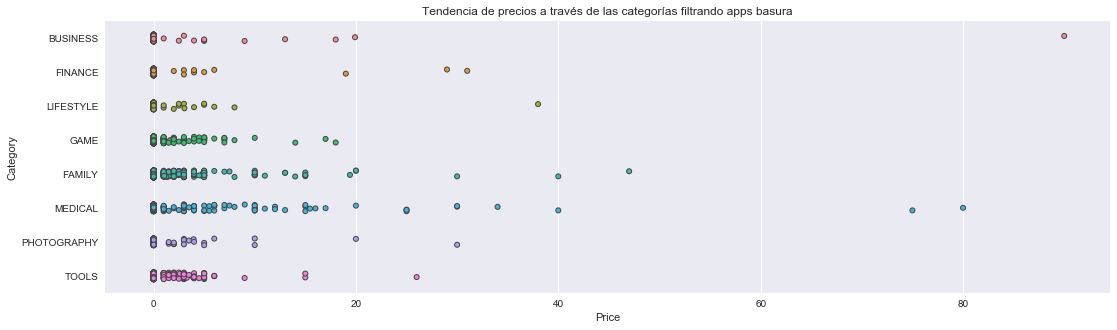 Tendencia de precios a través de las categorías filtrando apps basura
Category
BUSINESS
FINANCE
LIFESTYLE
GAME
FAMILY
MEDICAL
PHOTOGRAPHY
TOOLS
0 20 40 60 80
Price